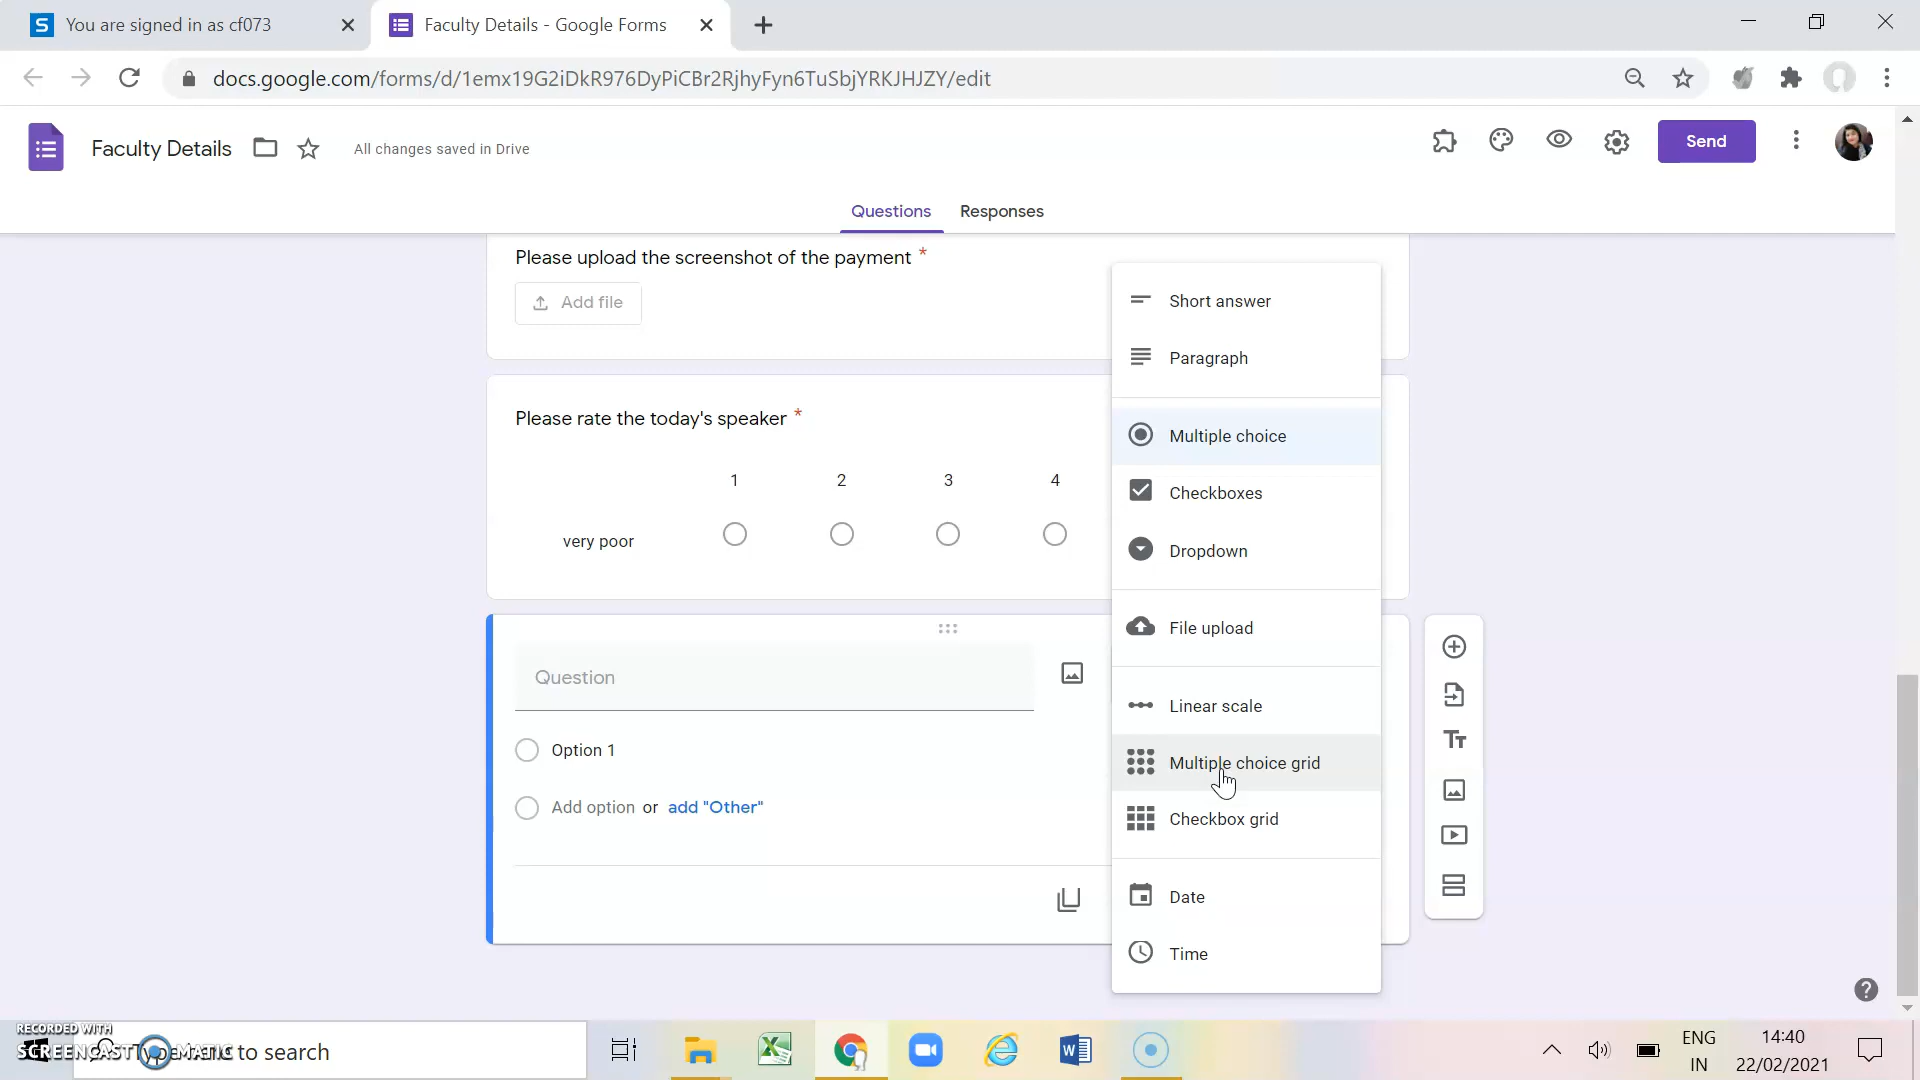 You are signed in as cf073
Faculty Details - Google Forms
docs.google.com/forms/d/1emx19G2iDkR976DyPiCBr2RjhyFyn6TuSbjYRKJHJZY/edit
Faculty Details
All changes saved in Drive
Send
Questions
Responses
Please upload the screenshot of the payment *
Add file
Please rate the today's speaker *
1 2 3 4
very poor
Question
Option 1
Add option or add "Other"
Short answer
Paragraph
Multiple choice
Checkboxes
Dropdown
File upload
Linear scale
Multiple choice grid
Checkbox grid
Date
Time
RECORDED WITH
SCREENCAST MATIC
Type here to search
ENG
IN
14:40
22/02/2021